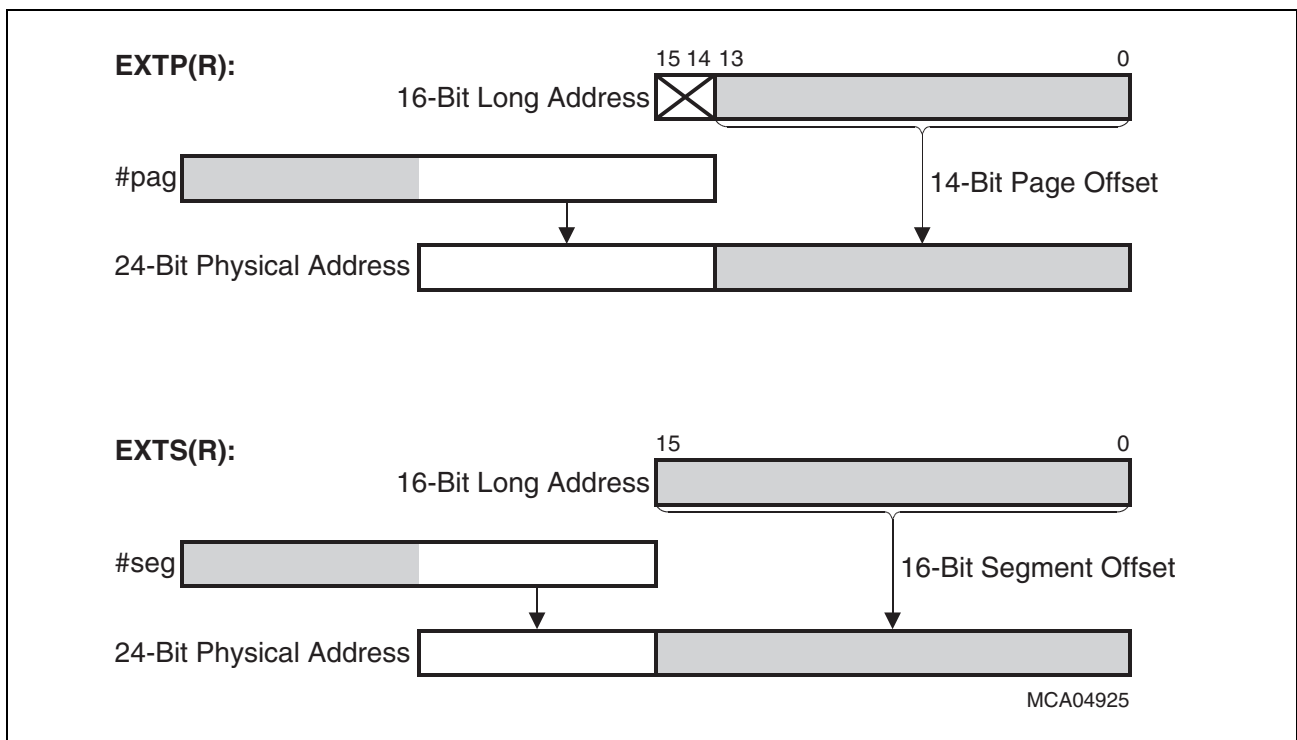 EXTP(R):
15 14 13 0
16-Bit Long Address
#pag
14-Bit Page Offset
24-Bit Physical Address
EXTS(R):
15 0
16-Bit Long Address
#seg
16-Bit Segment Offset
24-Bit Physical Address
MCA04925